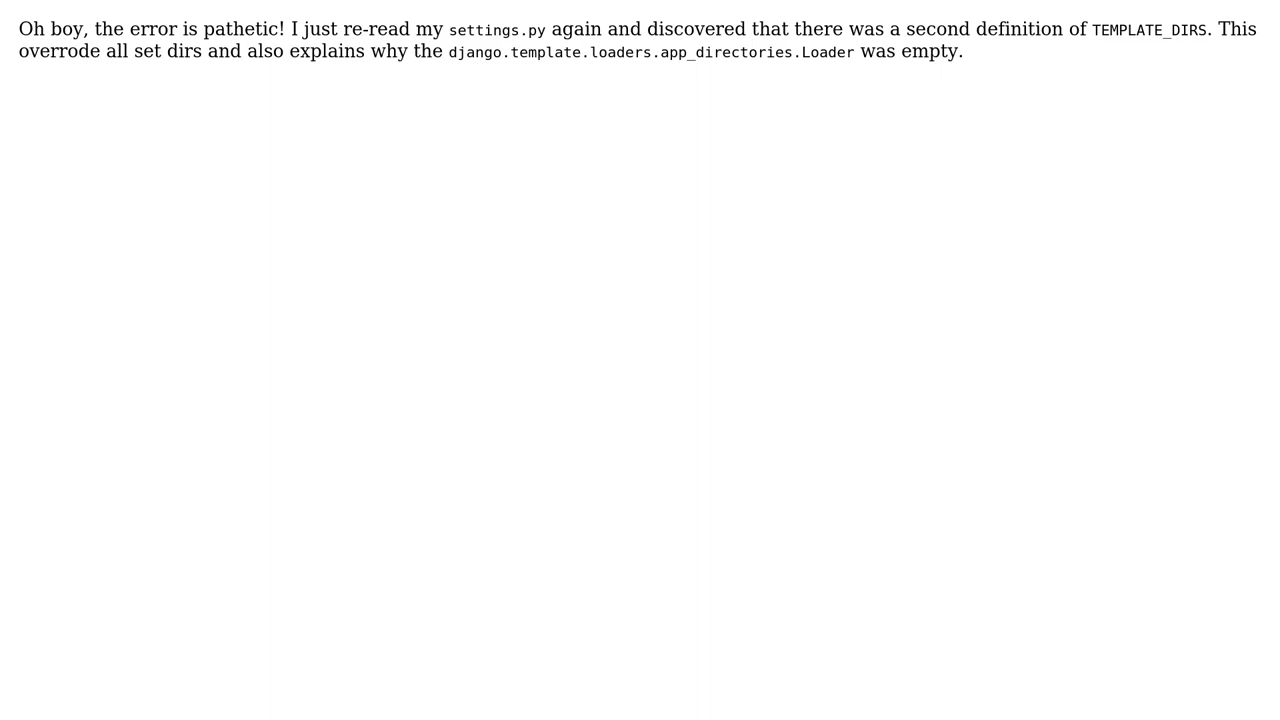 Oh boy, the error is pathetic! I just re-read my settings.py again and discovered that there was a second definition of TEMPLATE_DIRS. This
overrode all set dirs and also explains why the django.template.loaders.app_directories.Loader was empty.